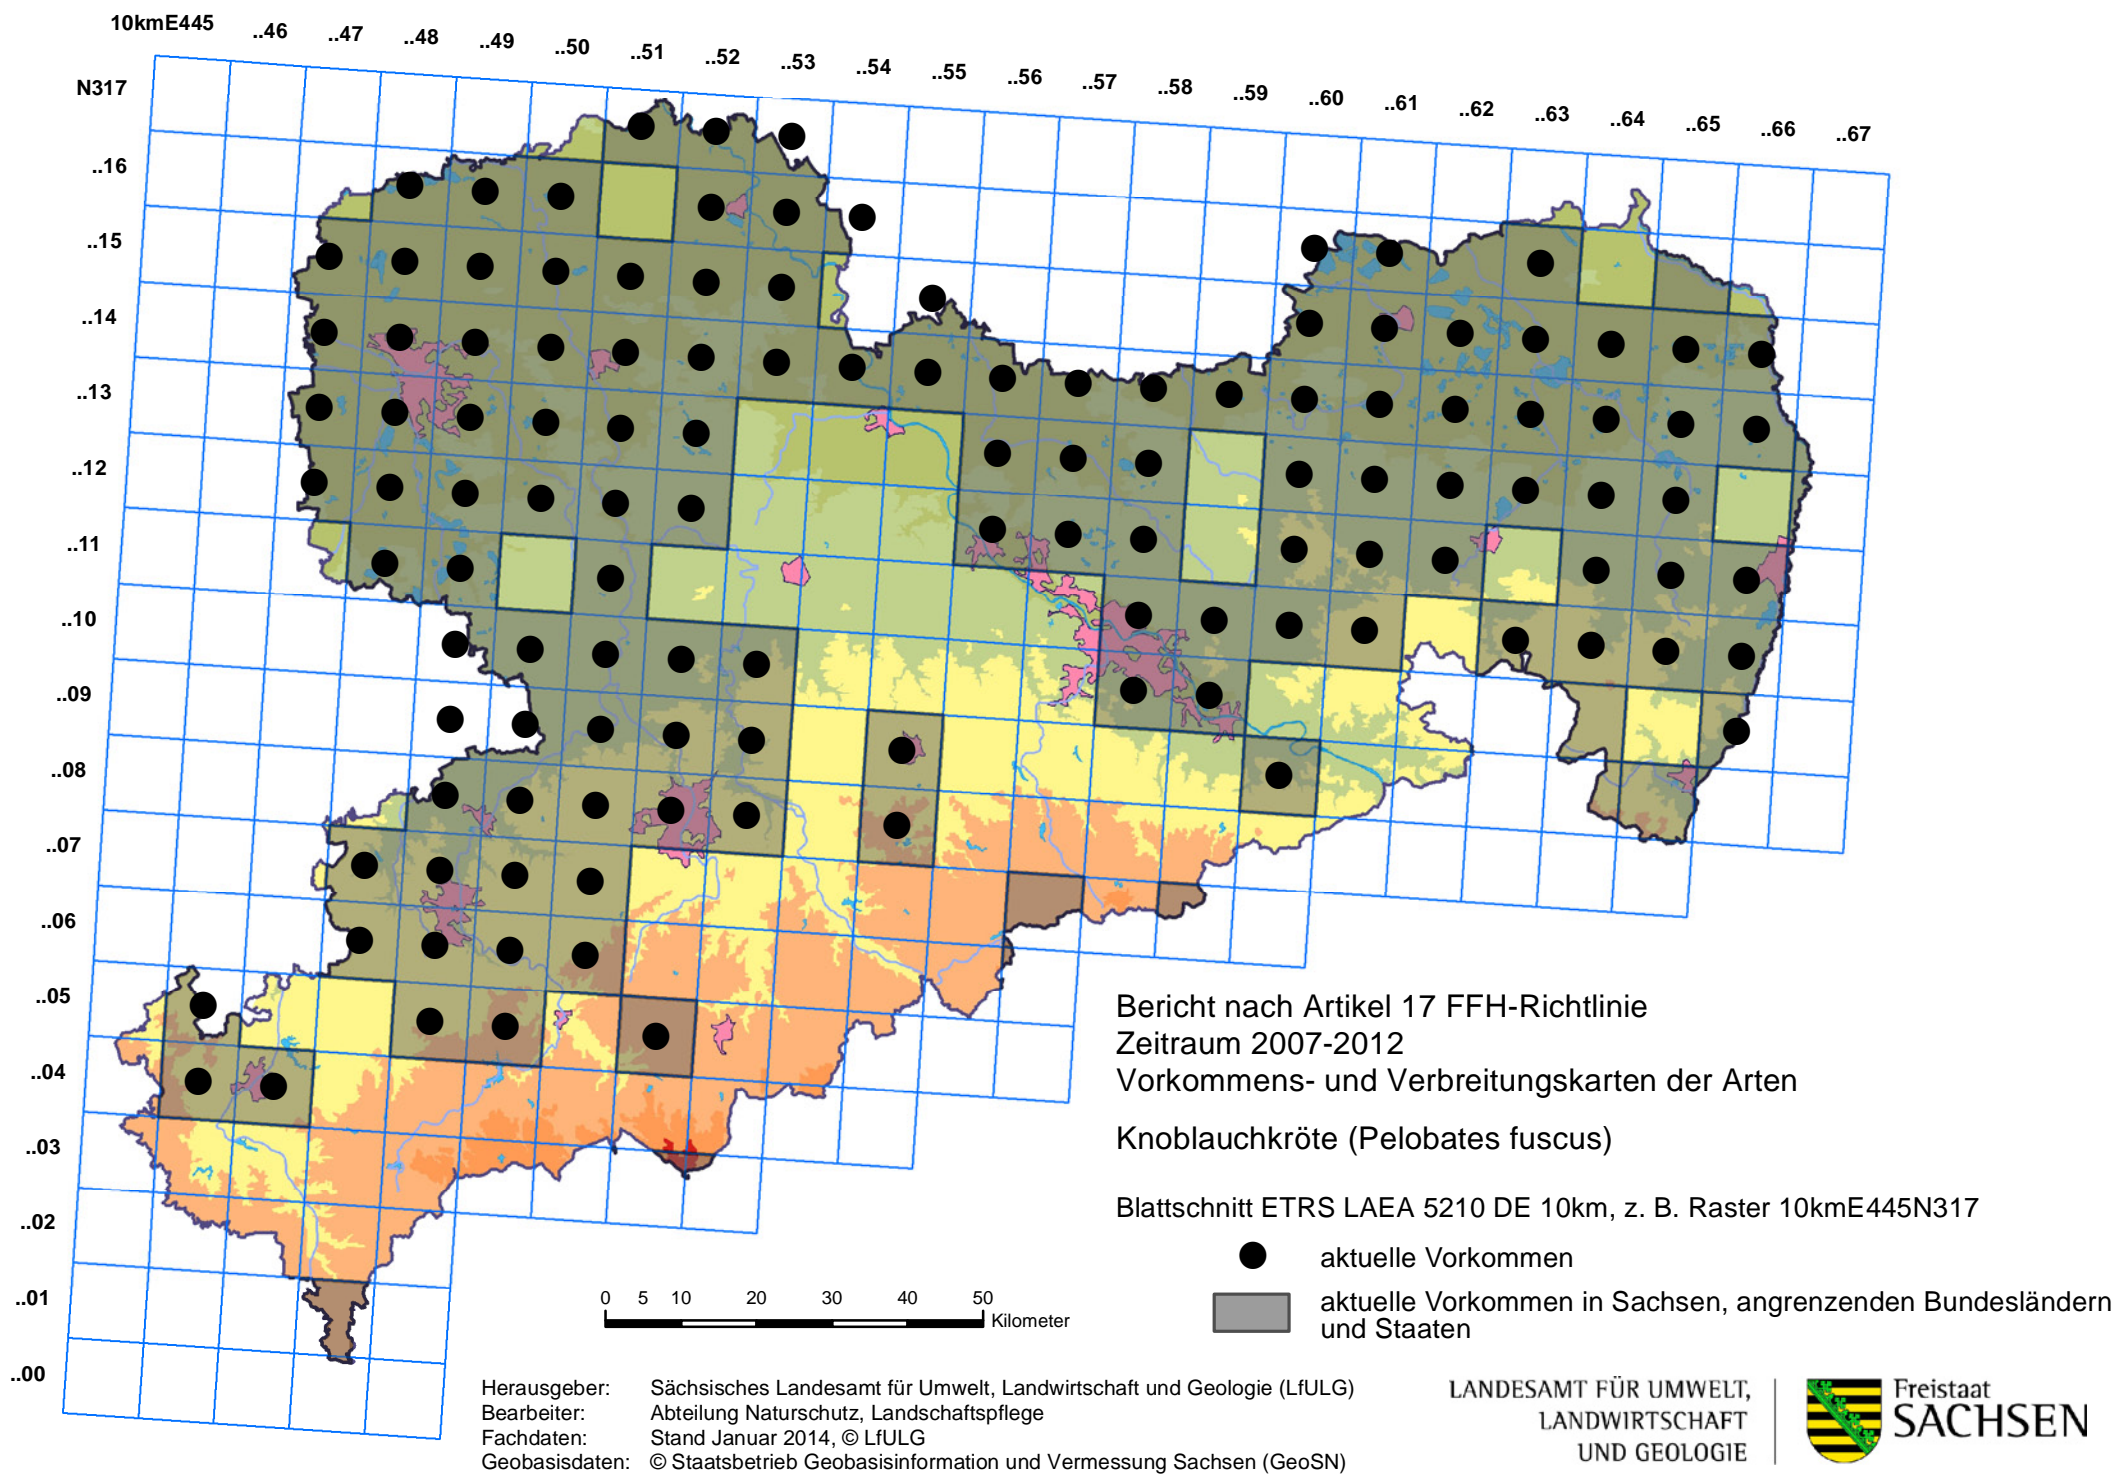 10kmE445 ..46 ..47 ..48 ..49 ..50 ..51 ..52 ..53 ..54 ..55 ..56 ..57 ..58 ..59 ..60 ..61 ..62 ..63 ..64 ..65 ..66 ..67
N317
..16
..15
..14
..13
..12
..11
..10
..09
..08
..07
..06
..05
..04
..03
..02
..01
..00
Bericht nach Artikel 17 FFH-Richtlinie
Zeitraum 2007-2012
Vorkommens- und Verbreitungskarten der Arten
Knoblauchkröte (Pelobates fuscus)
Blattschnitt ETRS LAEA 5210 DE 10km, z. B. Raster 10kmE445N317
aktuelle Vorkommen
aktuelle Vorkommen in Sachsen, angrenzenden Bundesländern
und Staaten
0 5 10 20 30 40 50
Kilometer
Herausgeber: Sächsisches Landesamt für Umwelt, Landwirtschaft und Geologie (LfULG)
Bearbeiter: Abteilung Naturschutz, Landschaftspflege
Fachdaten: Stand Januar 2014, © LfULG
Geobasisdaten: © Staatsbetrieb Geobasisinformation und Vermessung Sachsen (GeoSN)
LANDESAMT FÜR UMWELT,
LANDWIRTSCHAFT
UND GEOLOGIE
Freistaat
SACHSEN